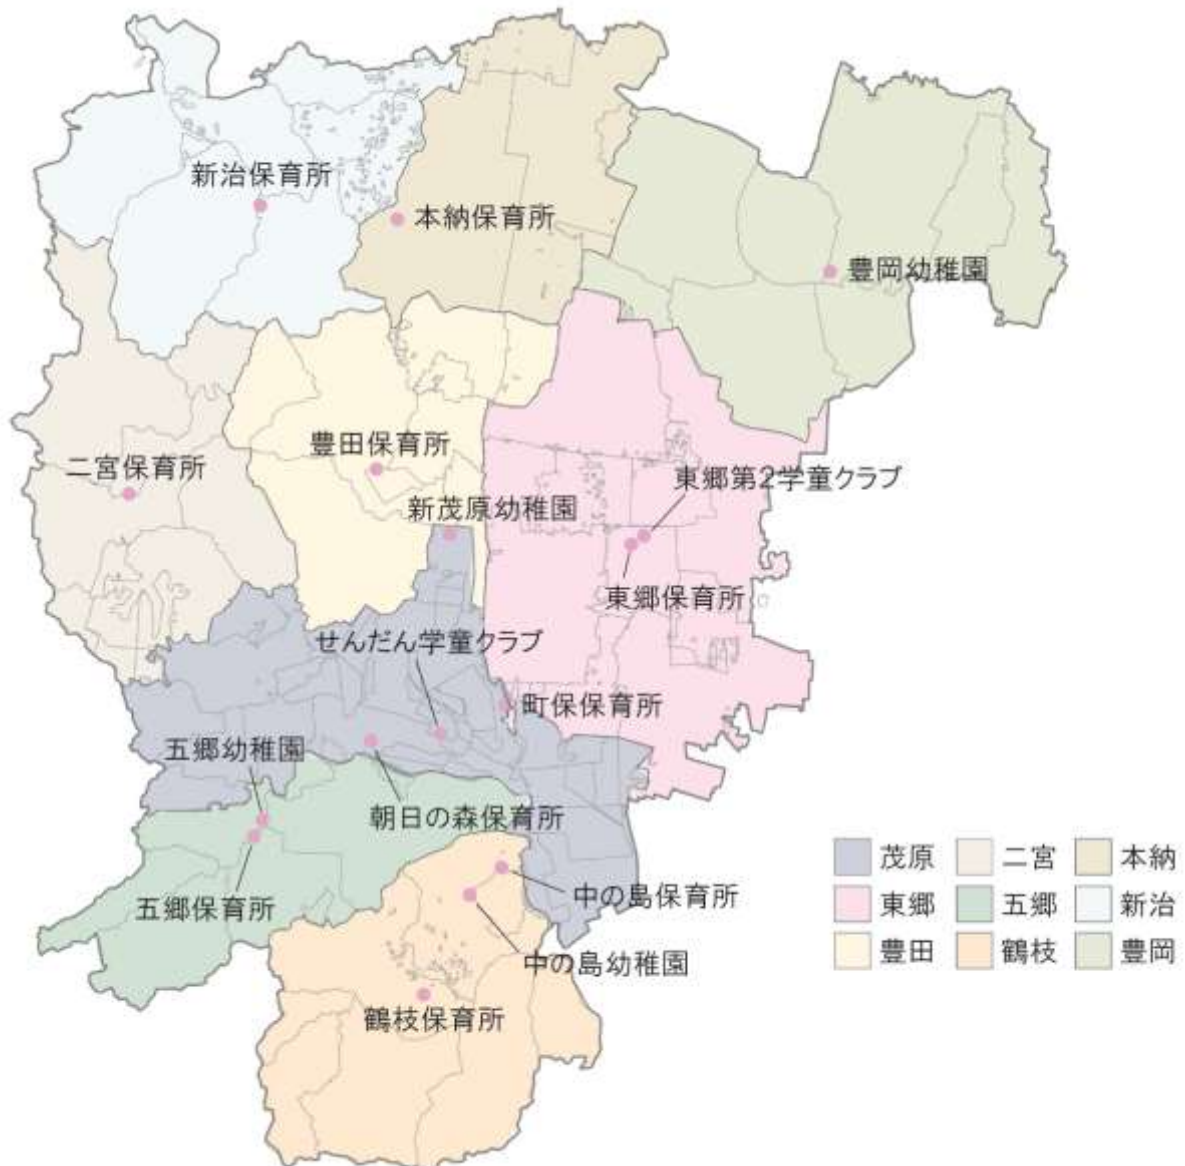 新治保育所
本納保育所
豊岡幼稚園
豊田保育所
二宮保育所
東郷第2学童クラブ
新茂原幼稚園
東郷保育所
せんだん学童クラブ
町保保育所
五郷幼稚園
朝日の森保育所
中の島保育所
五郷保育所
中の島幼稚園
鶴枝保育所
茂原 二宮 本納
東郷 五郷 新治
豊田 鶴枝 豊岡